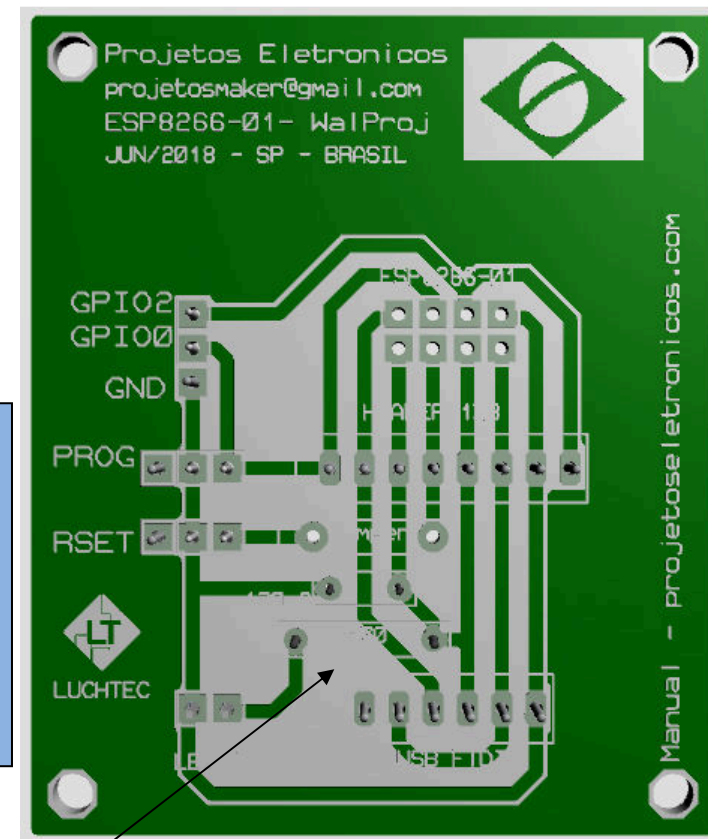 Projetos Eletronicos
projetosmaker@gmail.com
ESP8266-01- WalProj
JUN/2018 - SP - BRASIL
ESP8266-01
GPIO2
GPIO0
GND
PROG
RSET
LT
LUCHTEC
USB FTDI
Manual - projetoseletronicos.com